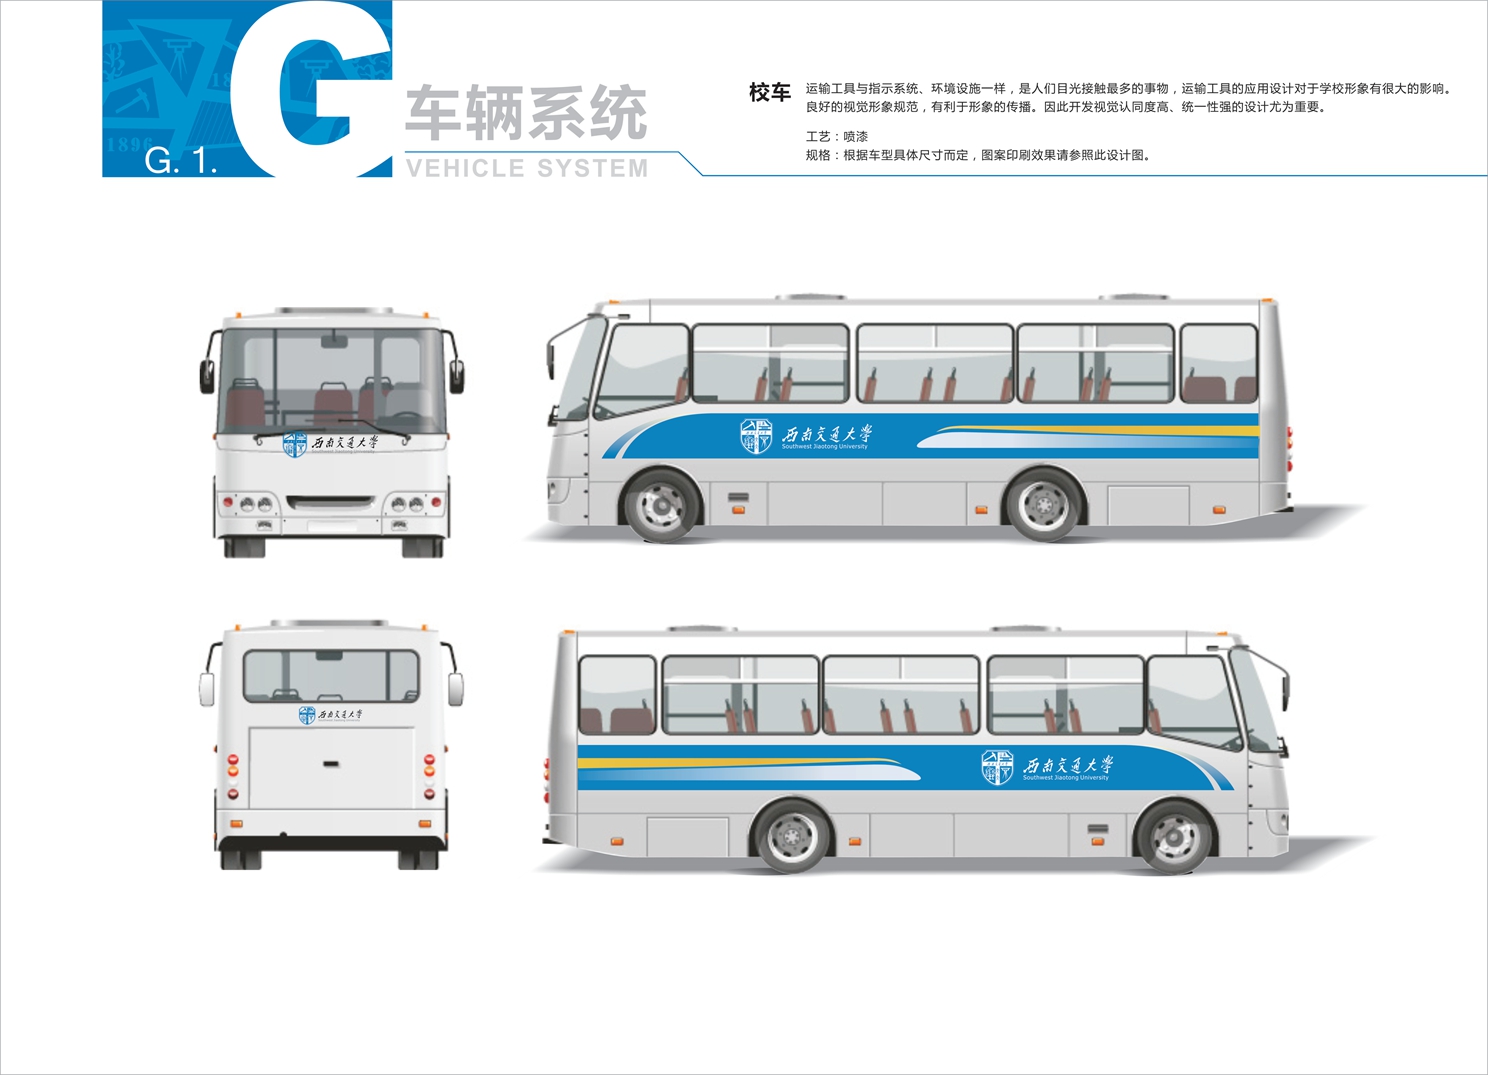 G
G. 1.
1896
车辆系统
VEHICLE SYSTEM
校车
运输工具与指示系统、环境设施一样，是人们目光接触最多的事物，运输工具的应用设计对于学校形象有很大的影响。
良好的视觉形象规范，有利于形象的传播。因此开发视觉认同度高、统一性强的设计尤为重要。
工艺：喷漆
规格：根据车型具体尺寸而定，图案印刷效果请参照此设计图。
西南交通大学
Southwest Jiaotong University
西南交通大学
Southwest Jiaotong University
西南交通大学
Southwest Jiaotong University
西南交通大学
Southwest Jiaotong University